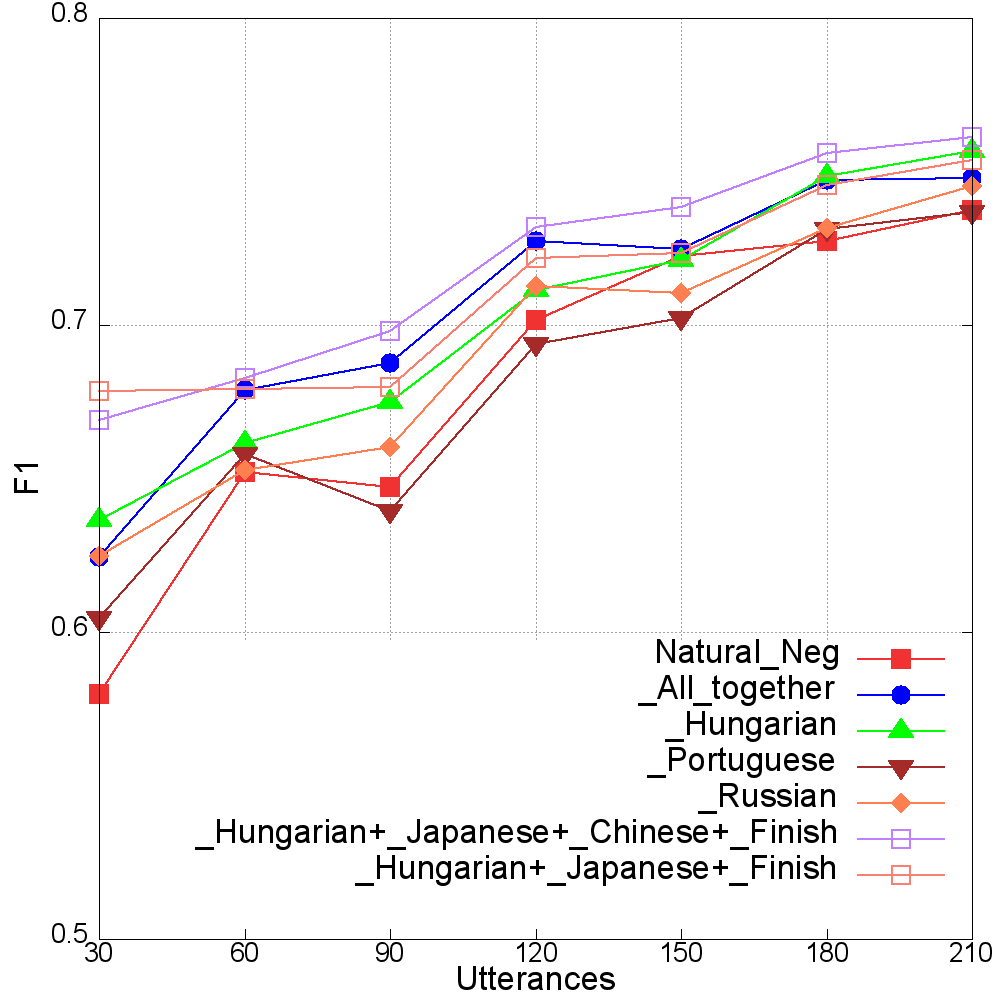 0.8
0.7
0.6
0.5
F1
30 60 90 120 150 180 210
Utterances
Natural_Neg
_All_together
_Hungarian
_Portuguese
_Russian
_Hungarian+_Japanese+_Chinese+_Finish
_Hungarian+_Japanese+_Finish